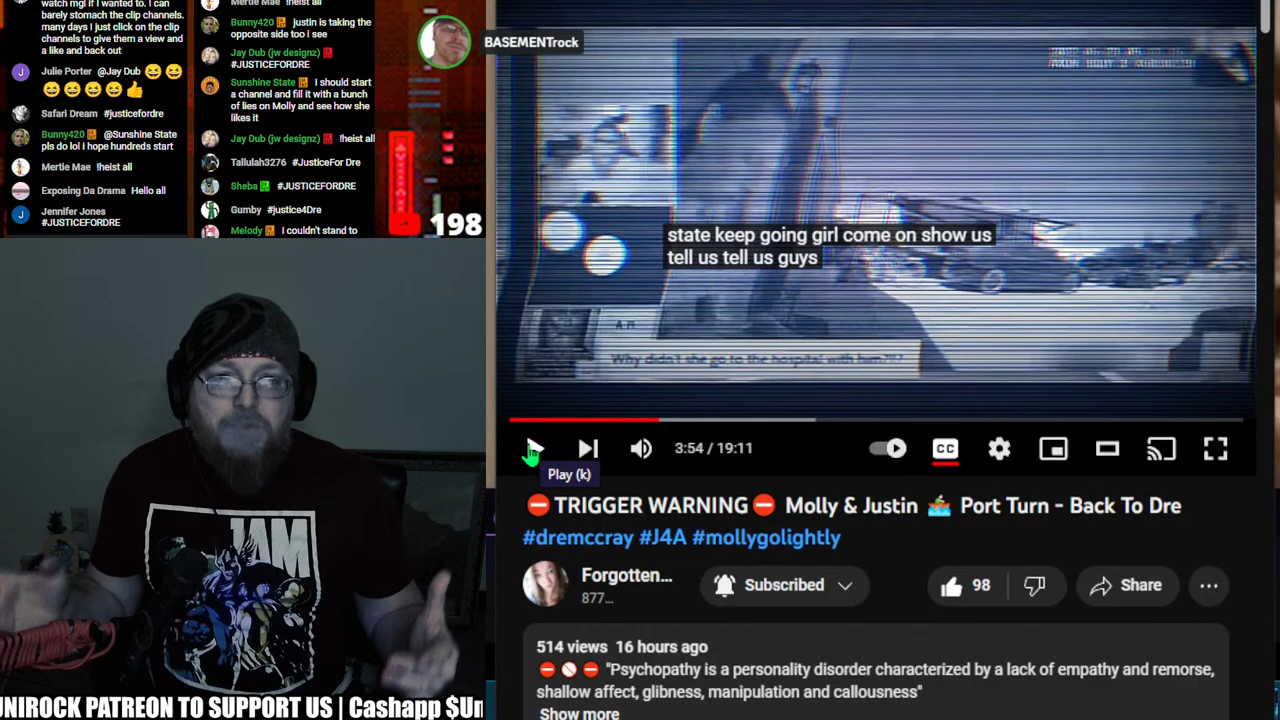 watch mgl if I wanted to. I can
barely stomach the clip channels.
many days I just click on the clip
channels to give them a view and
a like and back out
Julie Porter @Jay Dub
Safari Dream #justicefordre
Bunny420 @Sunshine State
pls do lol i hope hundreds start
Mertie Mae !heist all
Exposing Da Drama Hello all
Jennifer Jones
#JUSTICEFORDRE
Mertie Mae !heist all
Bunny420 justin is taking the
opposite side too I see
Jay Dub (jw designz)
#JUSTICEFORDRE
Sunshine State I should start
a channel and fill it with a bunch
of lies on Molly and see how she
likes it
Jay Dub (jw designz) !heist all
Tallulah3276 #JusticeFor Dre
Sheba #JUSTICEFORDRE
Gumby #justice4Dre
Melody I couldn't stand to
198
BASEMENTrock
JAM
UNIROCK PATREON TO SUPPORT US | Cashapp $Un
state keep going girl come on show us
tell us tell us guys
Why didn't she go to the hospital with him?!!?
3:54 / 19:11
CC
Play (k)
TRIGGER WARNING Molly & Justin Port Turn - Back To Dre
#dremccray #J4A #mollygolightly
Forgotten...
877...
Subscribed
98
Share
514 views 16 hours ago
"Psychopathy is a personality disorder characterized by a lack of empathy and remorse,
shallow affect, glibness, manipulation and callousness"
Show more